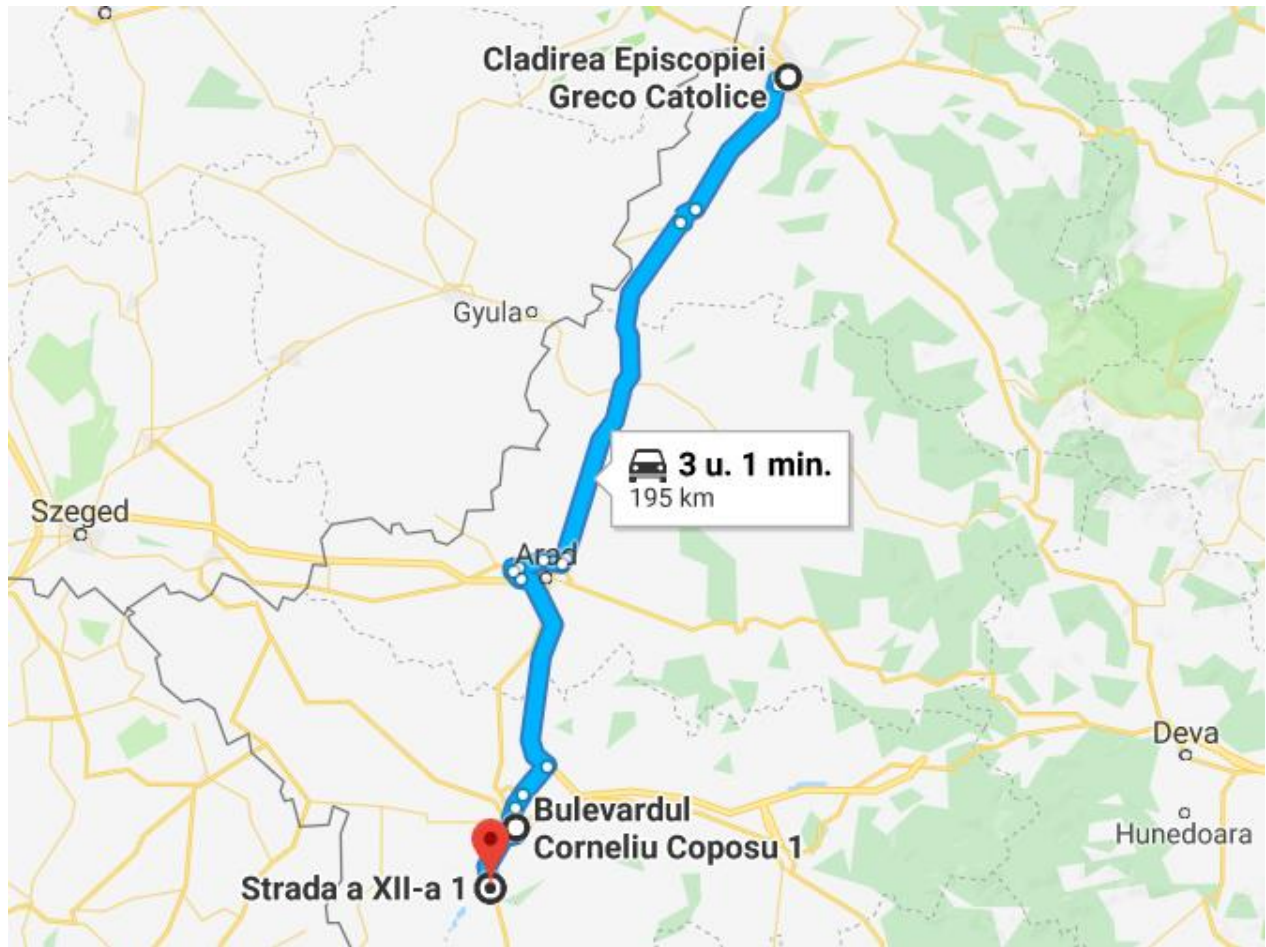 Cladirea Episcopiei
Greco Catolice
Gyula
3 u. 1 min.
195 km
Szeged
Arad
Deva
Bulevardul
Corneliu Coposu 1
Hunedoara
Strada a XII-a 1